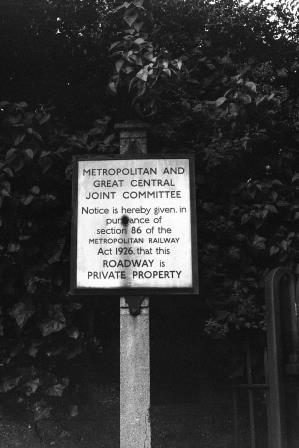 METROPOLITAN AND
GREAT CENTRAL
JOINT COMMITTEE
Notice is hereby given, in
pursuance of
section 86 of the
METROPOLITAN RAILWAY
Act 1926, that this
ROADWAY is
PRIVATE PROPERTY